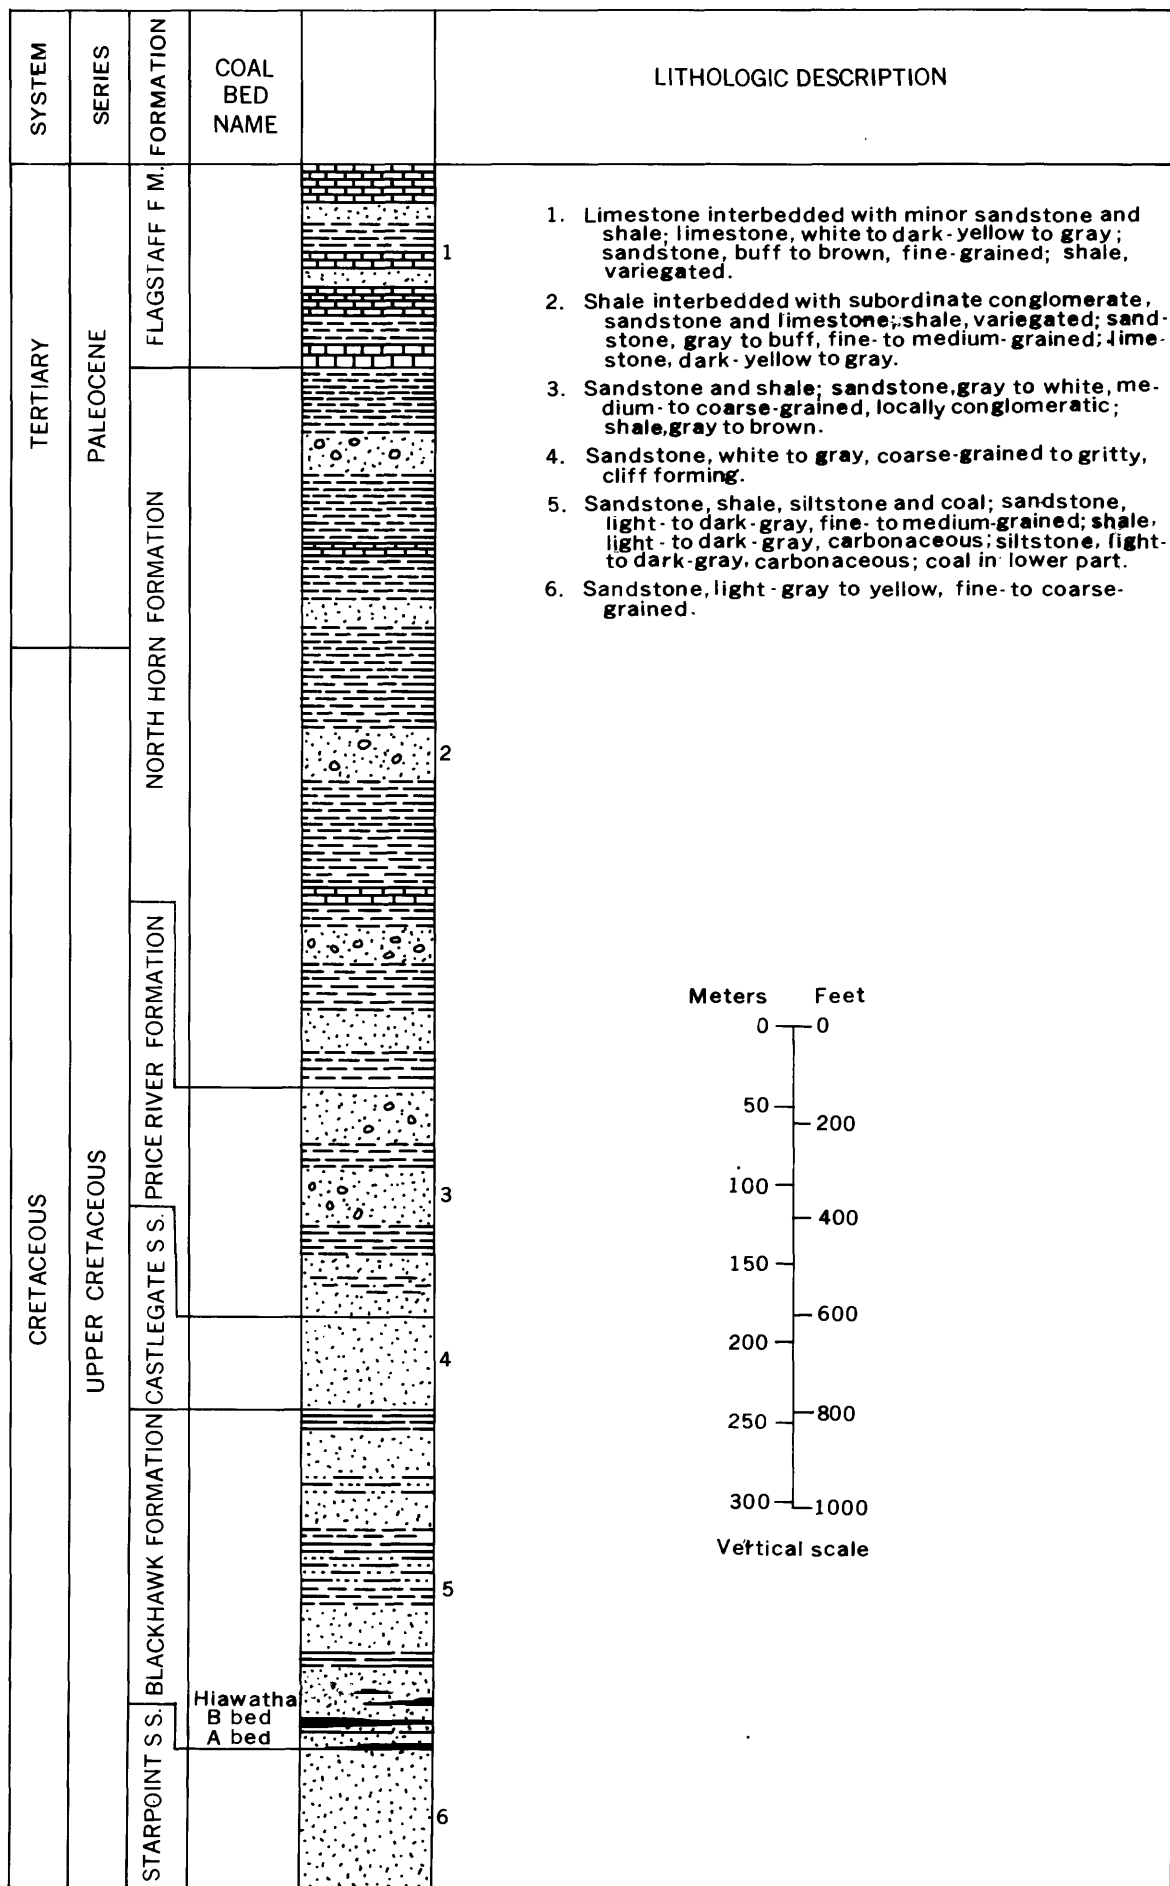 SYSTEM
SERIES
FORMATION
COAL
BED
NAME
LITHOLOGIC DESCRIPTION
TERTIARY
CRETACEOUS
PALEOCENE
UPPER CRETACEOUS
FLAGSTAFF FM.
NORTH HORN FORMATION
PRICE RIVER FORMATION
CASTLEGATE SS.
BLACKHAWK FORMATION
STARPOINT SS.
Hiawatha
B bed
A bed
1
2
3
4
5
6
1. Limestone interbedded with minor sandstone and
shale; limestone, white to dark-yellow to gray;
sandstone, buff to brown, fine-grained; shale,
variegated.
2. Shale interbedded with subordinate conglomerate,
sandstone and limestone; shale, variegated; sand-
stone, gray to buff, fine- to medium-grained; lime-
stone, dark-yellow to gray.
3. Sandstone and shale; sandstone, gray to white, me-
dium- to coarse-grained, locally conglomeratic;
shale, gray to brown.
4. Sandstone, white to gray, coarse-grained to gritty,
cliff forming.
5. Sandstone, shale, siltstone and coal; sandstone,
light- to dark-gray, fine- to medium-grained; shale,
light- to dark-gray, carbonaceous; siltstone, light-
to dark-gray, carbonaceous; coal in lower part.
6. Sandstone, light-gray to yellow, fine- to coarse-
grained.
Meters Feet
0 0
50
200
100
400
150
600
200
800
250
300 1000
Vertical scale